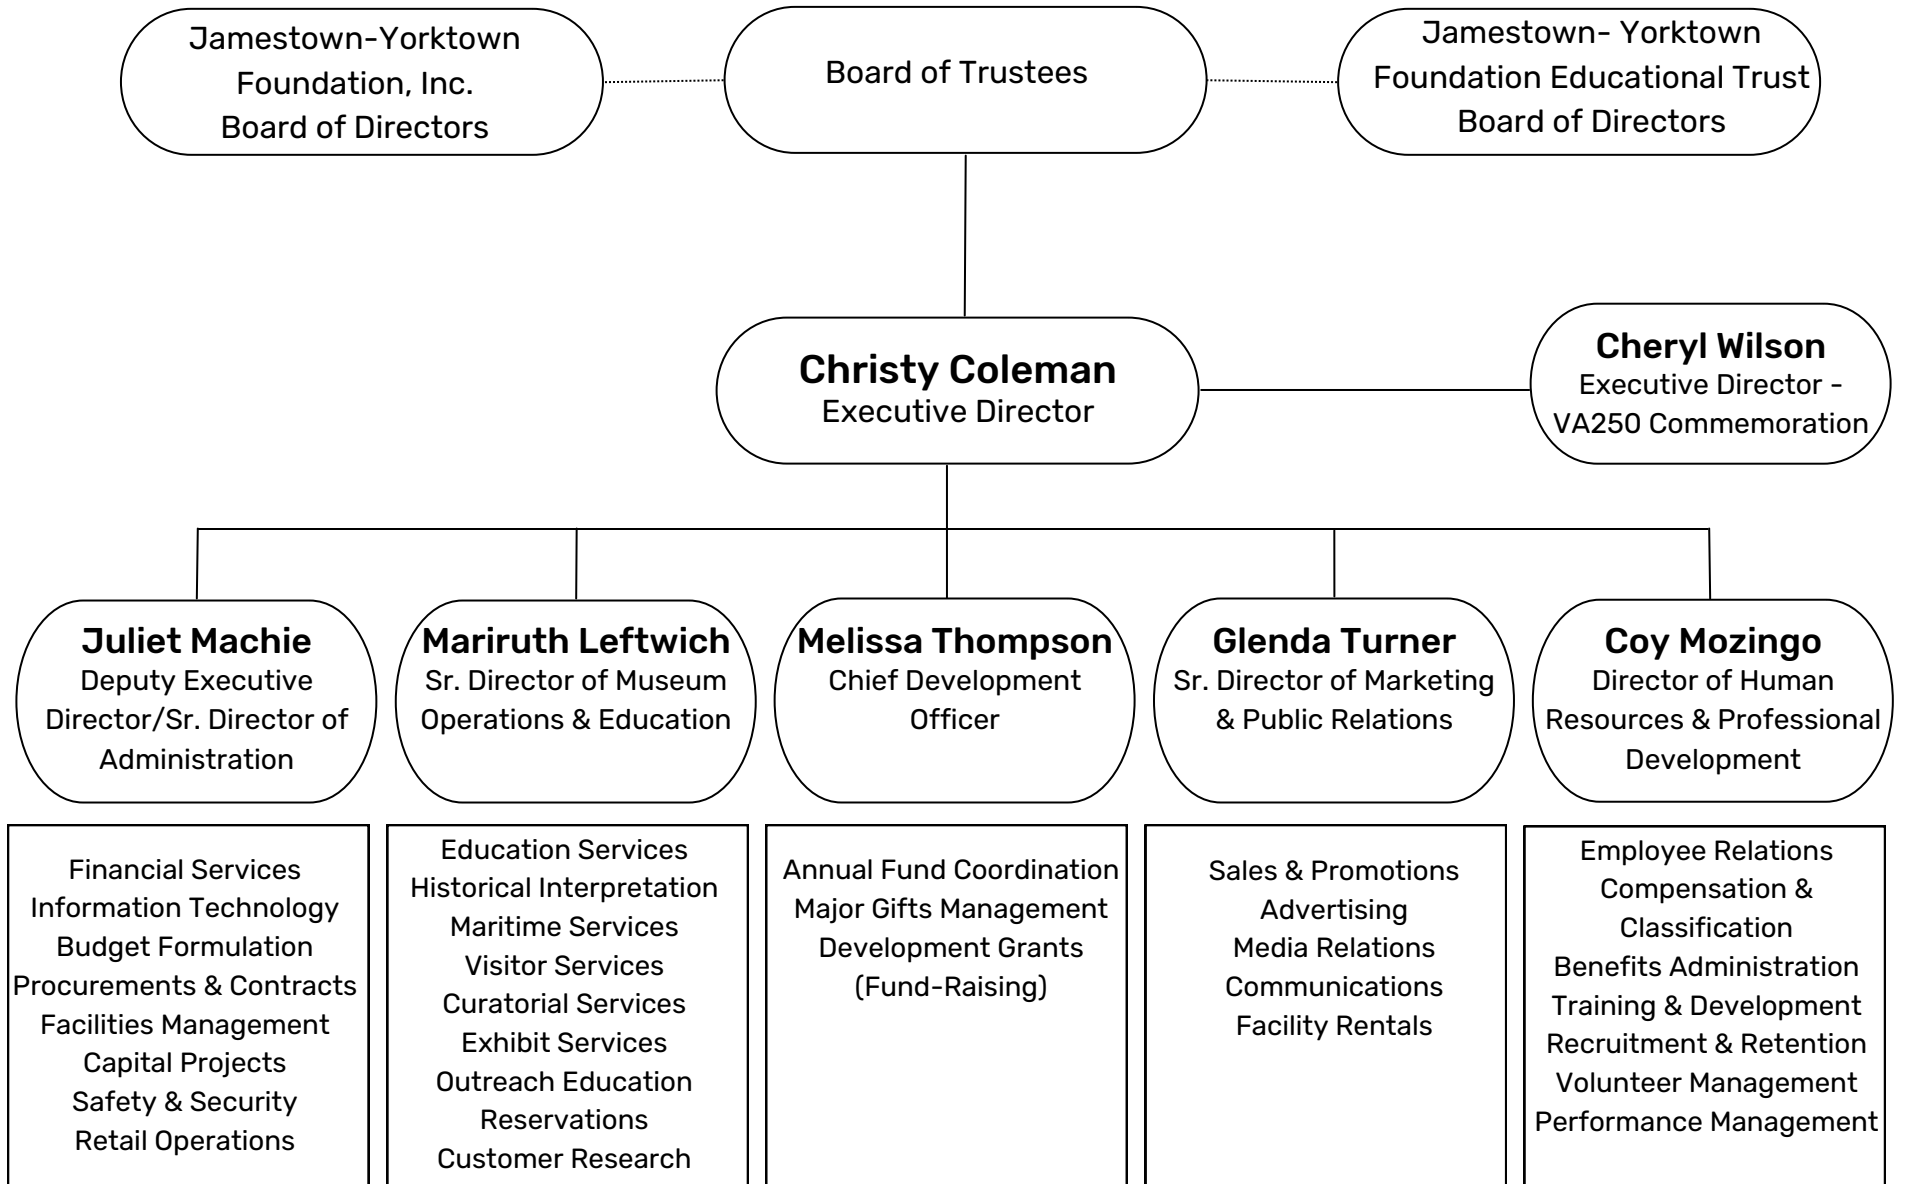 Jamestown-Yorktown
Foundation, Inc.
Board of Directors
Board of Trustees
Jamestown- Yorktown
Foundation Educational Trust
Board of Directors
Christy Coleman
Executive Director
Cheryl Wilson
Executive Director -
VA250 Commemoration
Juliet Machie
Deputy Executive
Director/Sr. Director of
Administration
Mariruth Leftwich
Sr. Director of Museum
Operations & Education
Melissa Thompson
Chief Development
Officer
Glenda Turner
Sr. Director of Marketing
& Public Relations
Coy Mozingo
Director of Human
Resources & Professional
Development
Financial Services
Information Technology
Budget Formulation
Procurements & Contracts
Facilities Management
Capital Projects
Safety & Security
Retail Operations
Education Services
Historical Interpretation
Maritime Services
Visitor Services
Curatorial Services
Exhibit Services
Outreach Education
Reservations
Customer Research
Annual Fund Coordination
Major Gifts Management
Development Grants
(Fund-Raising)
Sales & Promotions
Advertising
Media Relations
Communications
Facility Rentals
Employee Relations
Compensation &
Classification
Benefits Administration
Training & Development
Recruitment & Retention
Volunteer Management
Performance Management